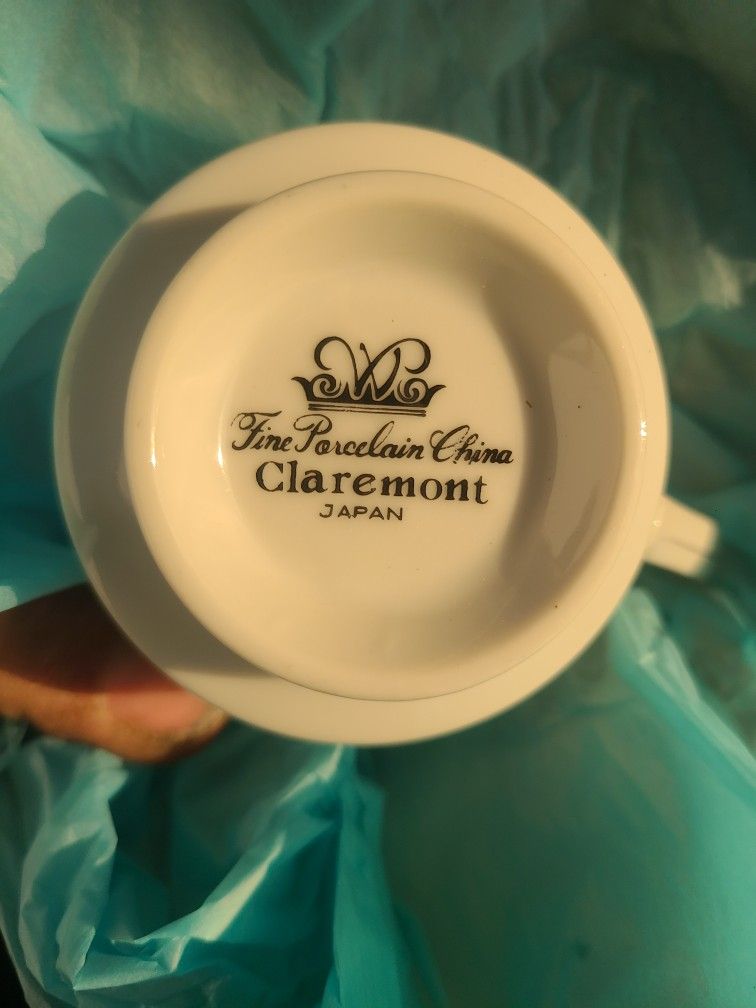 W
Fine Porcelain China
Claremont
JAPAN